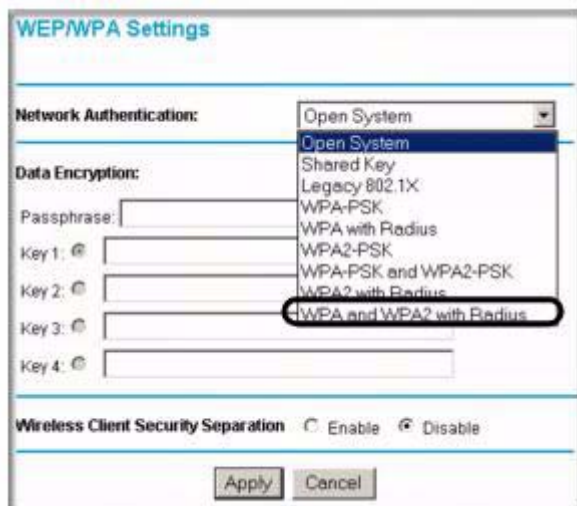 WEP/WPA Settings
Network Authentication:
Open System
Open System
Shared Key
Legacy 802.1X
WPA-PSK
WPA with Radius
WPA2-PSK
WPA-PSK and WPA2-PSK
WPA2 with Radius
WPA and WPA2 with Radius
Data Encryption:
Passphrase:
Key 1:
Key 2:
Key 3:
Key 4:
Wireless Client Security Separation Enable Disable
Apply Cancel